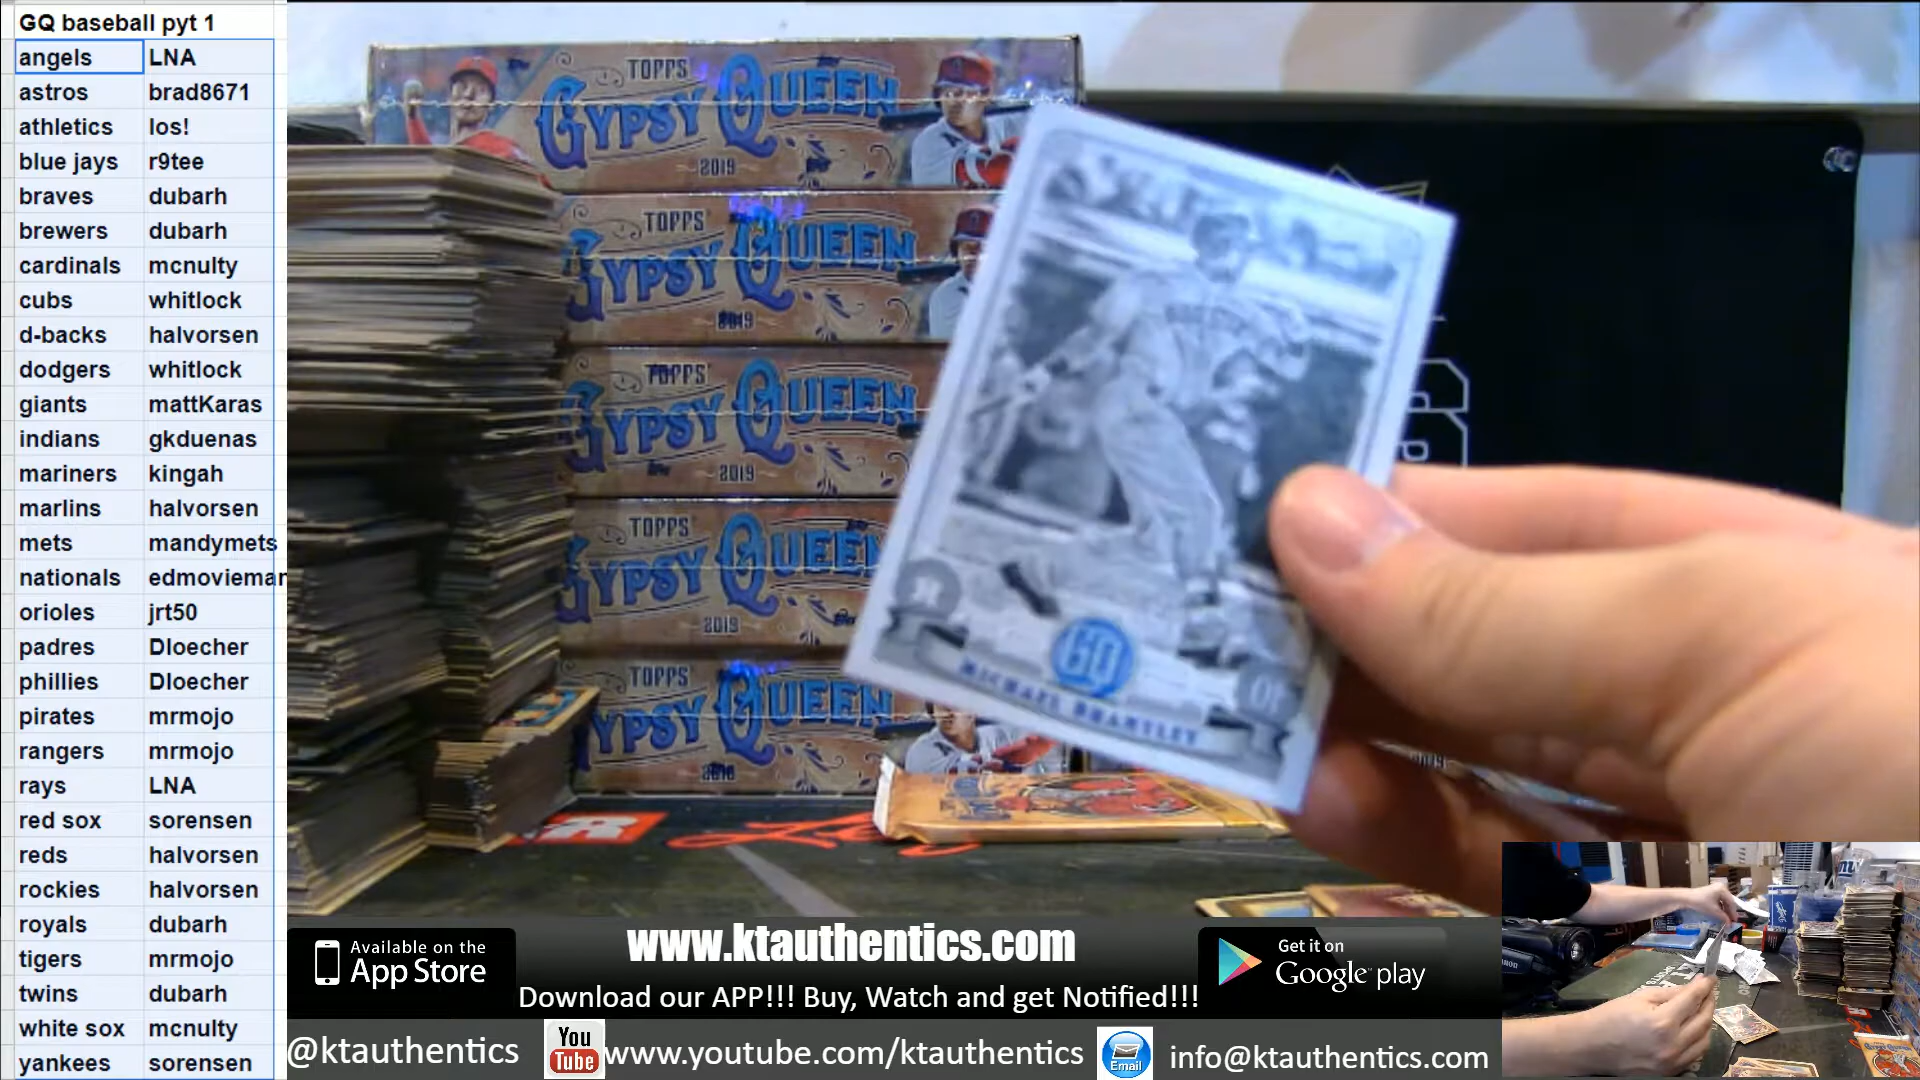 GQ baseball pyt 1
angels LNA
astros brad8671
athletics los!
blue jays r9tee
braves dubarh
brewers dubarh
cardinals mcnulty
cubs whitlock
d-backs halvorsen
dodgers whitlock
giants mattKaras
indians gkduenas
mariners kingah
marlins halvorsen
mets mandymets
nationals edmovieman
orioles jrt50
padres Dloecher
phillies Dloecher
pirates mrmojo
rangers mrmojo
rays LNA
red sox sorensen
reds halvorsen
rockies halvorsen
royals dubarh
tigers mrmojo
twins dubarh
white sox mcnulty
yankees sorensen
TOPPS
GYPSY QUEEN
2019
TOPPS
GYPSY QUEEN
2019
TOPPS
GYPSY QUEEN
2019
TOPPS
GYPSY QUEEN
2019
TOPPS
GYPSY QUEEN
2019
GQ
MICHAEL BRANTLEY
OF
Available on the
App Store
www.ktauthentics.com
Download our APP!!! Buy, Watch and get Notified!!!
Get it on
Google play
@ktauthentics
You
Tube
www.youtube.com/ktauthentics
Email
info@ktauthentics.com